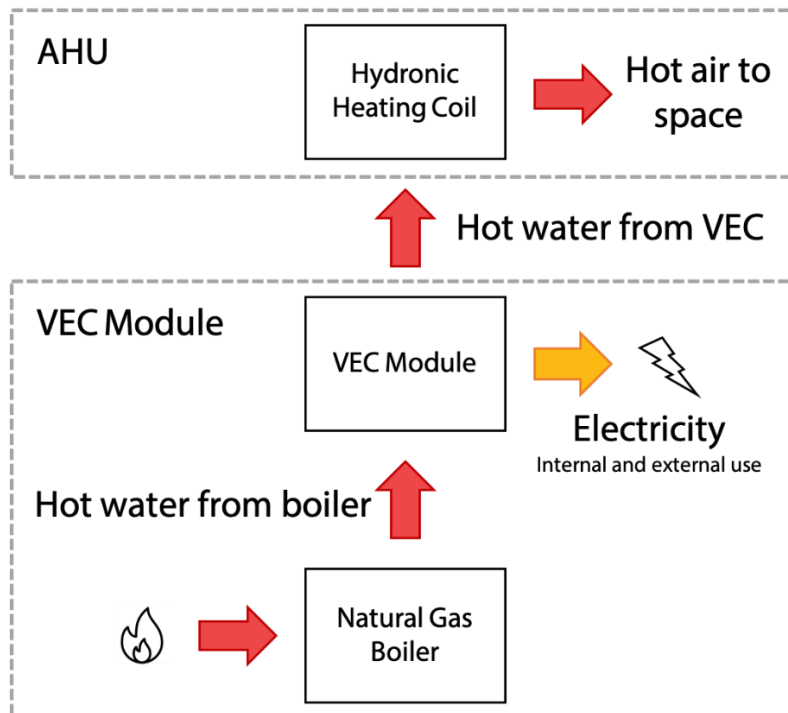 AHU
Hydronic
Heating Coil
Hot air to
space
Hot water from VEC
VEC Module
VEC Module
Electricity
Internal and external use
Hot water from boiler
Natural Gas
Boiler